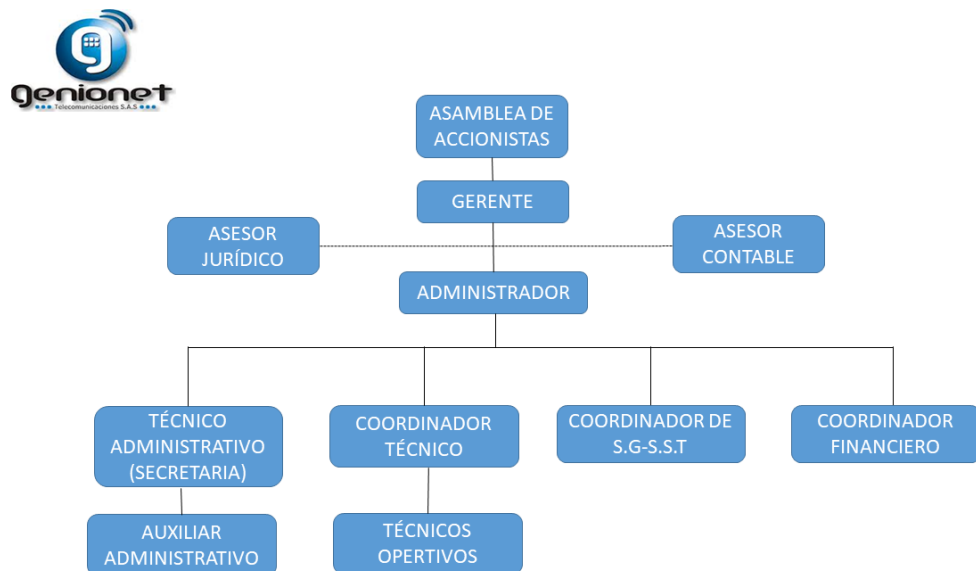 genionet
Telecomunicaciones S.A.S
ASAMBLEA DE
ACCIONISTAS
GERENTE
ASESOR
JURÍDICO
ASESOR
CONTABLE
ADMINISTRADOR
TÉCNICO
ADMINISTRATIVO
(SECRETARIA)
COORDINADOR
TÉCNICO
COORDINADOR DE
S.G-S.S.T
COORDINADOR
FINANCIERO
AUXILIAR
ADMINISTRATIVO
TÉCNICOS
OPERTIVOS